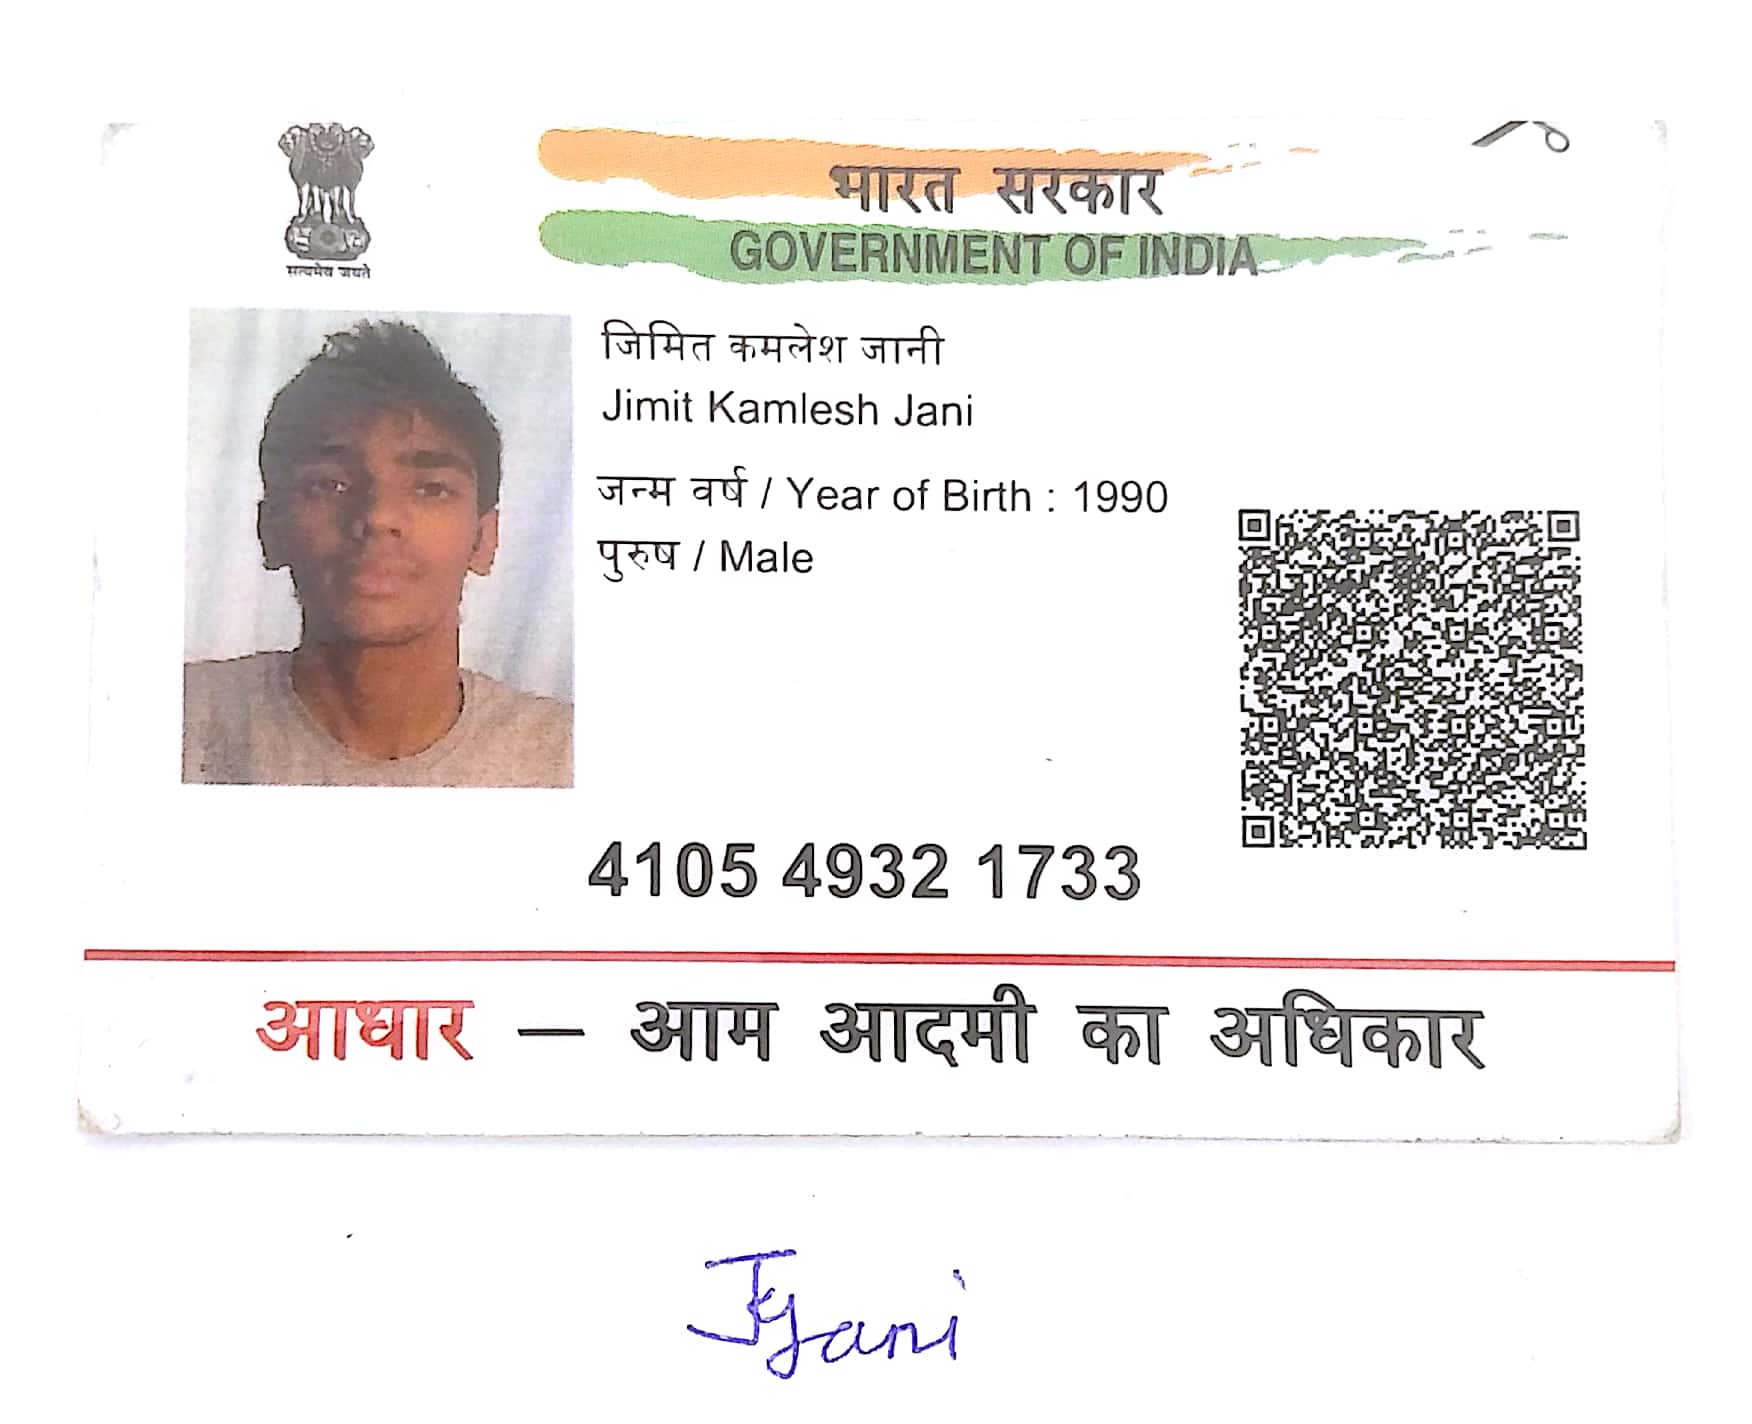 सत्यमेव जयते
भारत सरकार
GOVERNMENT OF INDIA
जिमित कमलेश जानी
Jimit Kamlesh Jani
जन्म वर्ष / Year of Birth : 1990
पुरुष / Male
4105 4932 1733
आधार — आम आदमी का अधिकार
JKJani